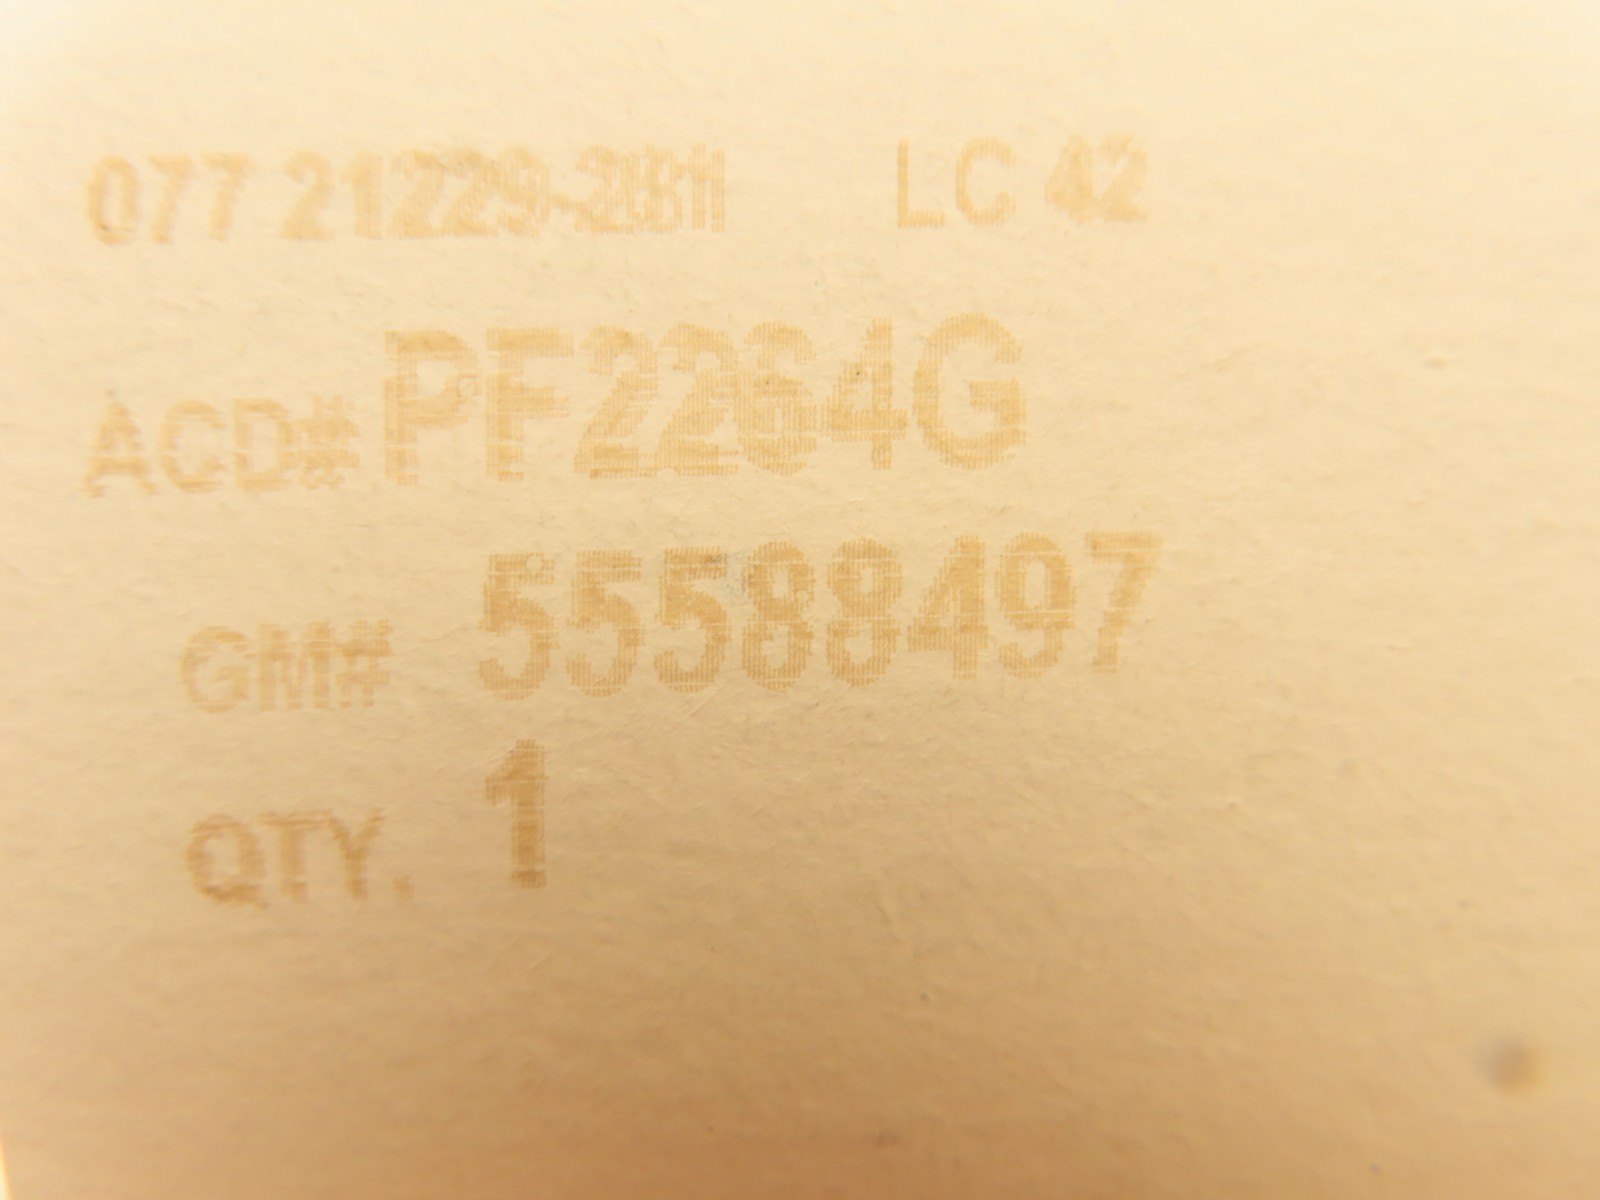 077 21229-2811 LC 42
ACD# PF2264G
GM# 55588497
QTY. 1